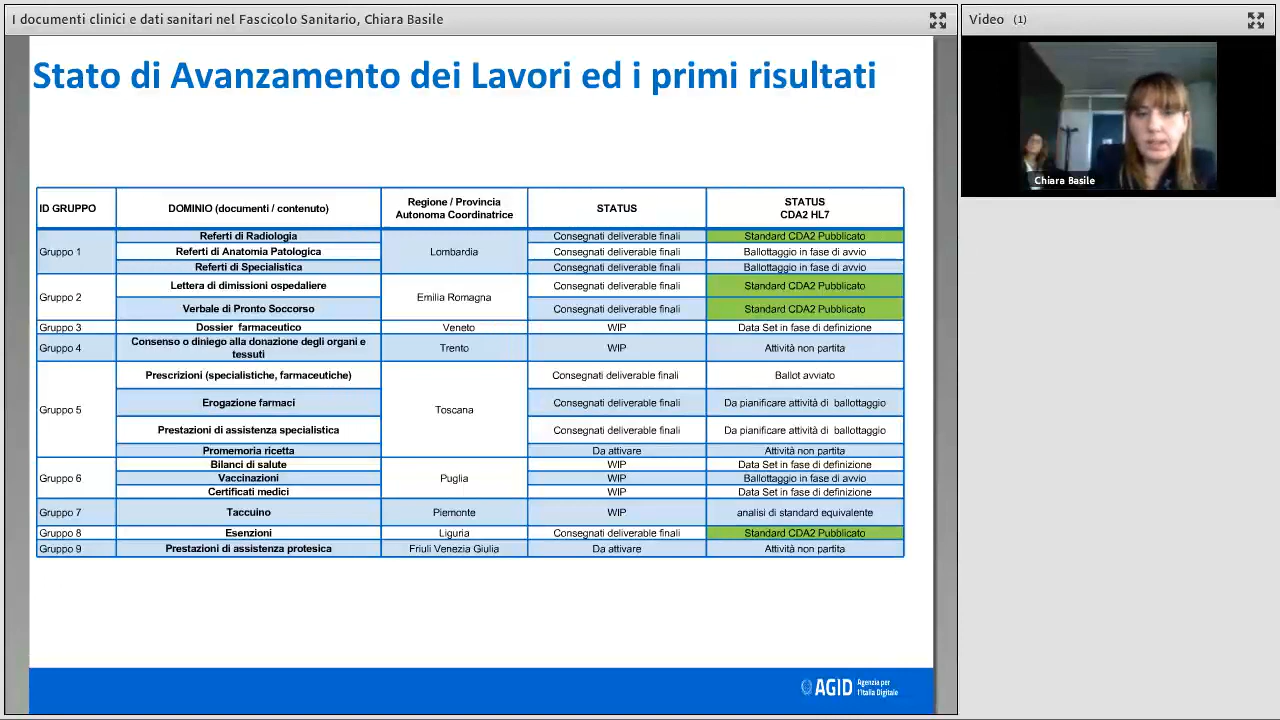 I documenti clinici e dati sanitari nel Fascicolo Sanitario, Chiara Basile
Video (1)
Chiara Basile
Stato di Avanzamento dei Lavori ed i primi risultati
ID GRUPPO DOMINIO (documenti / contenuto) Regione / Provincia Autonoma Coordinatrice STATUS STATUS CDA2 HL7
Gruppo 1 Referti di Radiologia Lombardia Consegnati deliverable finali Standard CDA2 Pubblicato
Referti di Anatomia Patologica Consegnati deliverable finali Ballottaggio in fase di avvio
Referti di Specialistica Consegnati deliverable finali Ballottaggio in fase di avvio
Gruppo 2 Lettera di dimissioni ospedaliere Emilia Romagna Consegnati deliverable finali Standard CDA2 Pubblicato
Verbale di Pronto Soccorso Consegnati deliverable finali Standard CDA2 Pubblicato
Gruppo 3 Dossier farmaceutico Veneto WIP Data Set in fase di definizione
Gruppo 4 Consenso o diniego alla donazione degli organi e tessuti Trento WIP Attività non partita
Gruppo 5 Prescrizioni (specialistiche, farmaceutiche) Toscana Consegnati deliverable finali Ballot avviato
Erogazione farmaci Consegnati deliverable finali Da pianificare attività di ballottaggio
Prestazioni di assistenza specialistica Consegnati deliverable finali Da pianificare attività di ballottaggio
Promemoria ricetta Da attivare Attività non partita
Gruppo 6 Bilanci di salute Puglia WIP Data Set in fase di definizione
Vaccinazioni WIP Ballottaggio in fase di avvio
Certificati medici WIP Data Set in fase di definizione
Gruppo 7 Taccuino Piemonte WIP analisi di standard equivalente
Gruppo 8 Esenzioni Liguria Consegnati deliverable finali Standard CDA2 Pubblicato
Gruppo 9 Prestazioni di assistenza protesica Friuli Venezia Giulia Da attivare Attività non partita
AGID Agenzia per l'Italia Digitale